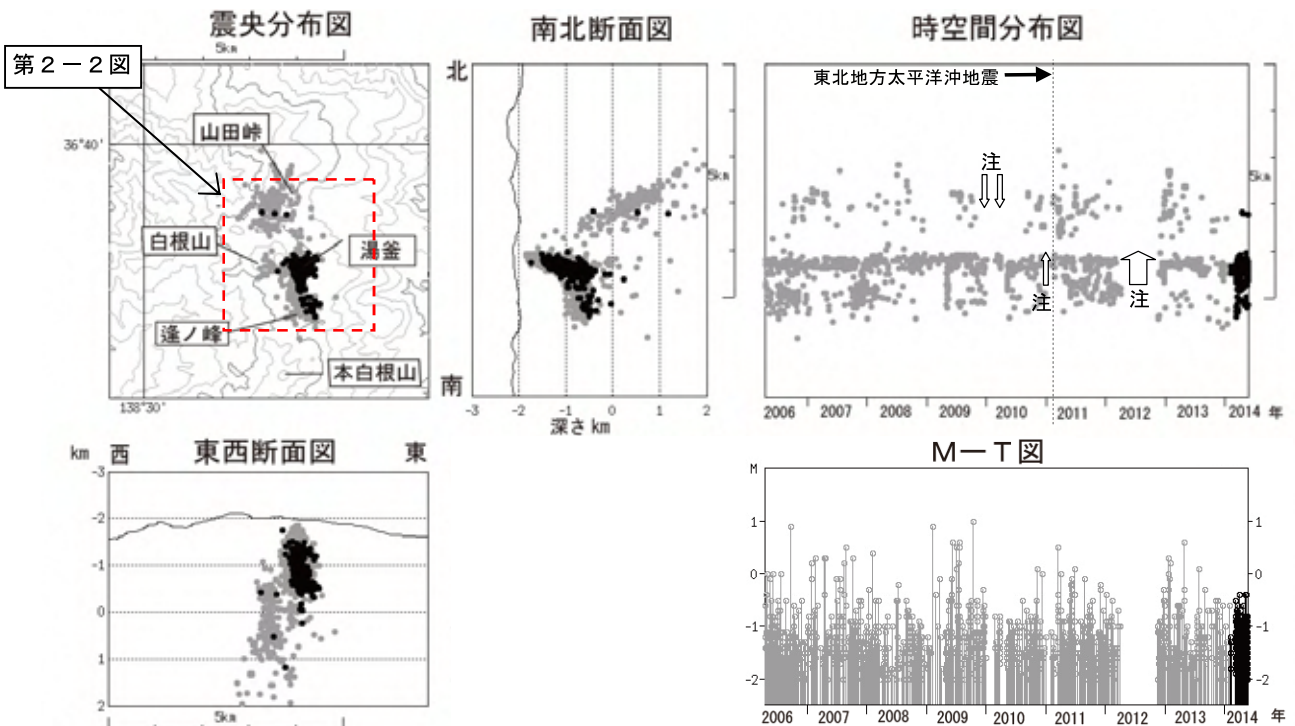 震央分布図
5km
第２－２図
山田峠
36°40'
白根山
湯釜
逢ノ峰
本白根山
138°30'
南北断面図
北
南
5km
-3 -2 -1 0 1 2
深さ km
時空間分布図
東北地方太平洋沖地震
注
注
注
5km
2006 2007 2008 2009 2010 2011 2012 2013 2014 年
km 西 東西断面図 東
-3
-2
-1
0
1
2
5km
Ｍ－Ｔ図
M
1 1
0 0
-1 -1
-2 -2
2006 2007 2008 2009 2010 2011 2012 2013 2014 年